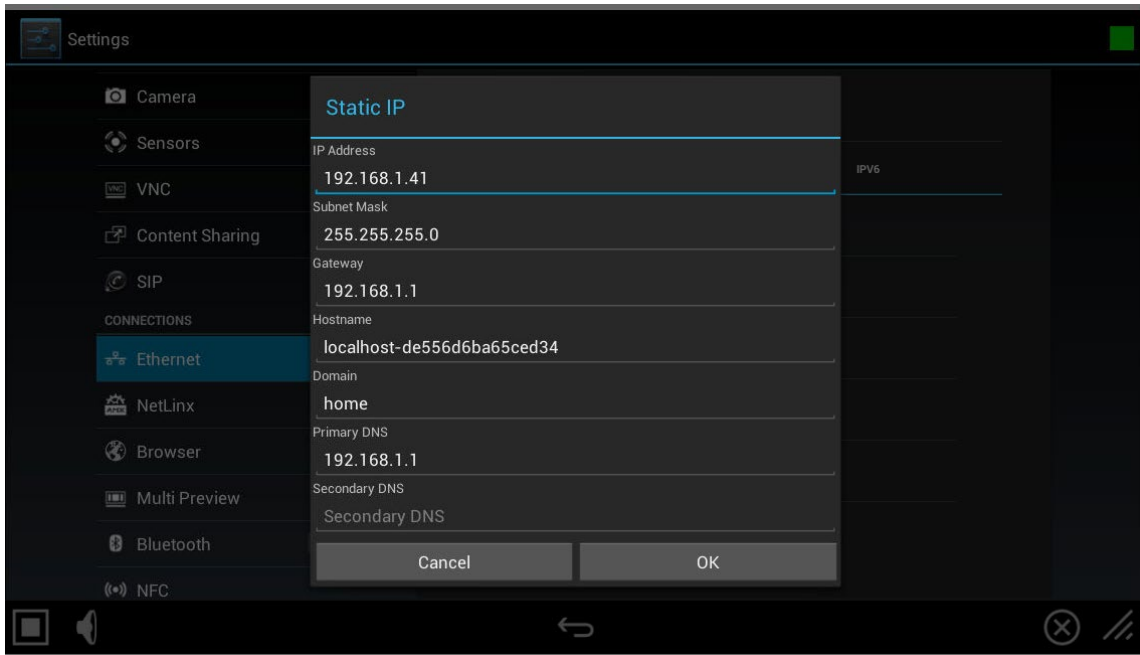 Settings
Camera
Sensors
VNC
VNC
Content Sharing
SIP
CONNECTIONS
Ethernet
AMX
NetLinx
Browser
Multi Preview
Bluetooth
NFC
Static IP
IP Address
192.168.1.41
Subnet Mask
255.255.255.0
Gateway
192.168.1.1
Hostname
localhost-de556d6ba65ced34
Domain
home
Primary DNS
192.168.1.1
Secondary DNS
Secondary DNS
Cancel OK
IPV6